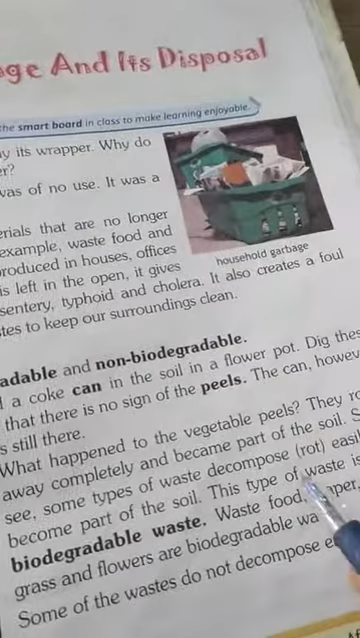 ge And Its Disposal
the smart board in class to make learning enjoyable.
its wrapper. Why do
was of no use. It was a
erials that are no longer
example, waste food and
roduced in houses, offices
is left in the open, it gives
sentery, typhoid and cholera. It also creates a foul
tes to keep our surroundings clean.
household garbage
adable and non-biodegradable.
a coke can in the soil in a flower pot. Dig thes
that there is no sign of the peels. The can, howev
s still there.
What happened to the vegetable peels? They ro
away completely and became part of the soil. S
see, some types of waste decompose (rot) easil
become part of the soil. This type of waste is
biodegradable waste. Waste food, aper,
grass and flowers are biodegradable wa
Some of the wastes do not decompose e